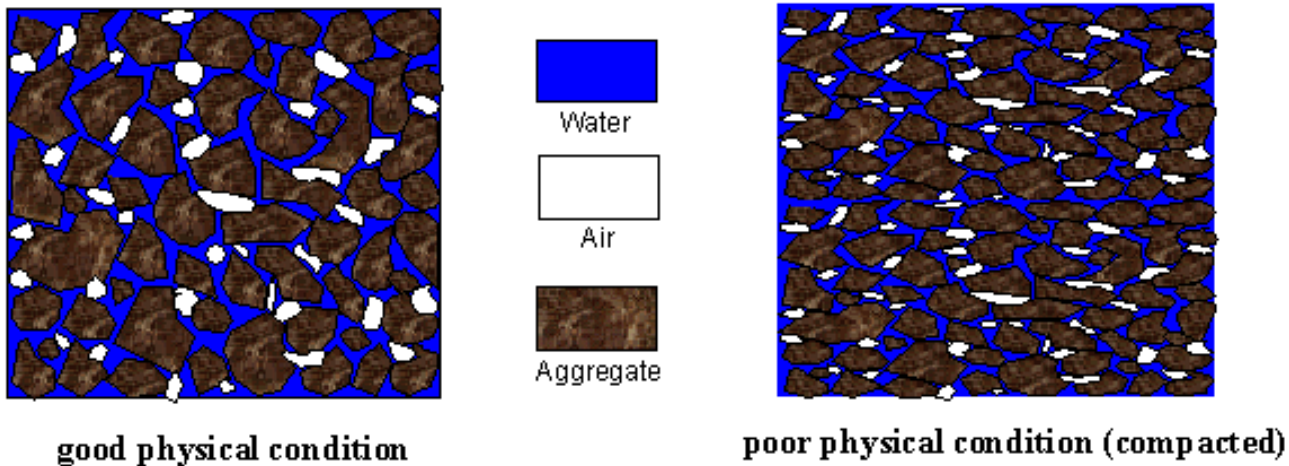 Water
Air
Aggregate
good physical condition
poor physical condition (compacted)